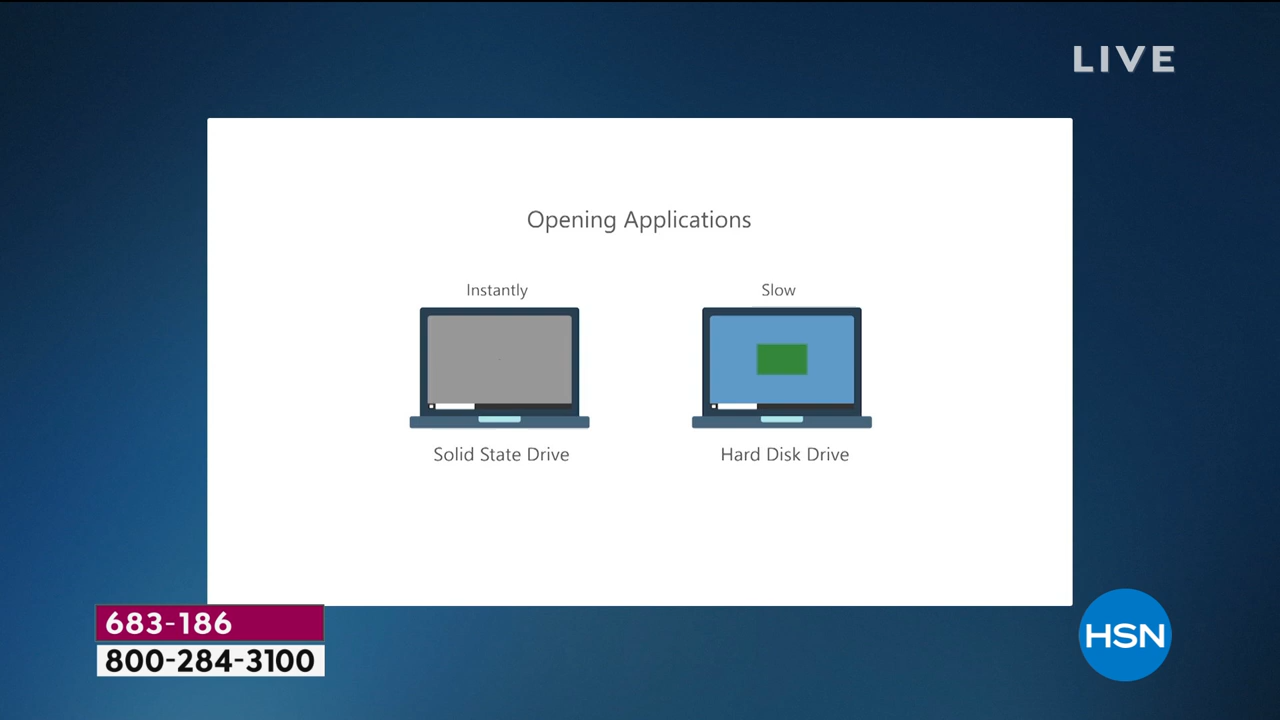 LIVE
Opening Applications
Instantly
Slow
Solid State Drive
Hard Disk Drive
683-186
800-284-3100
HSN